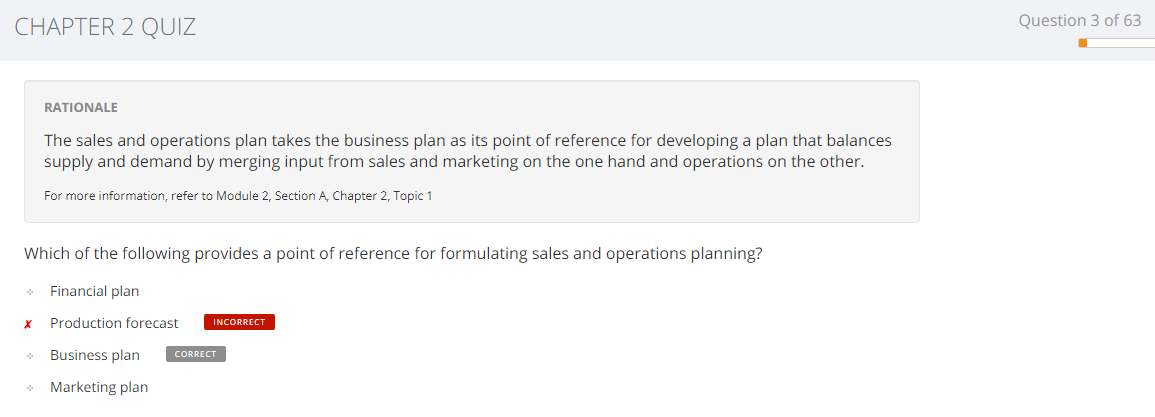 CHAPTER 2 QUIZ
Question 3 of 63
RATIONALE
The sales and operations plan takes the business plan as its point of reference for developing a plan that balances
supply and demand by merging input from sales and marketing on the one hand and operations on the other.
For more information, refer to Module 2, Section A, Chapter 2, Topic 1
Which of the following provides a point of reference for formulating sales and operations planning?
Financial plan
✗ Production forecast INCORRECT
Business plan CORRECT
Marketing plan